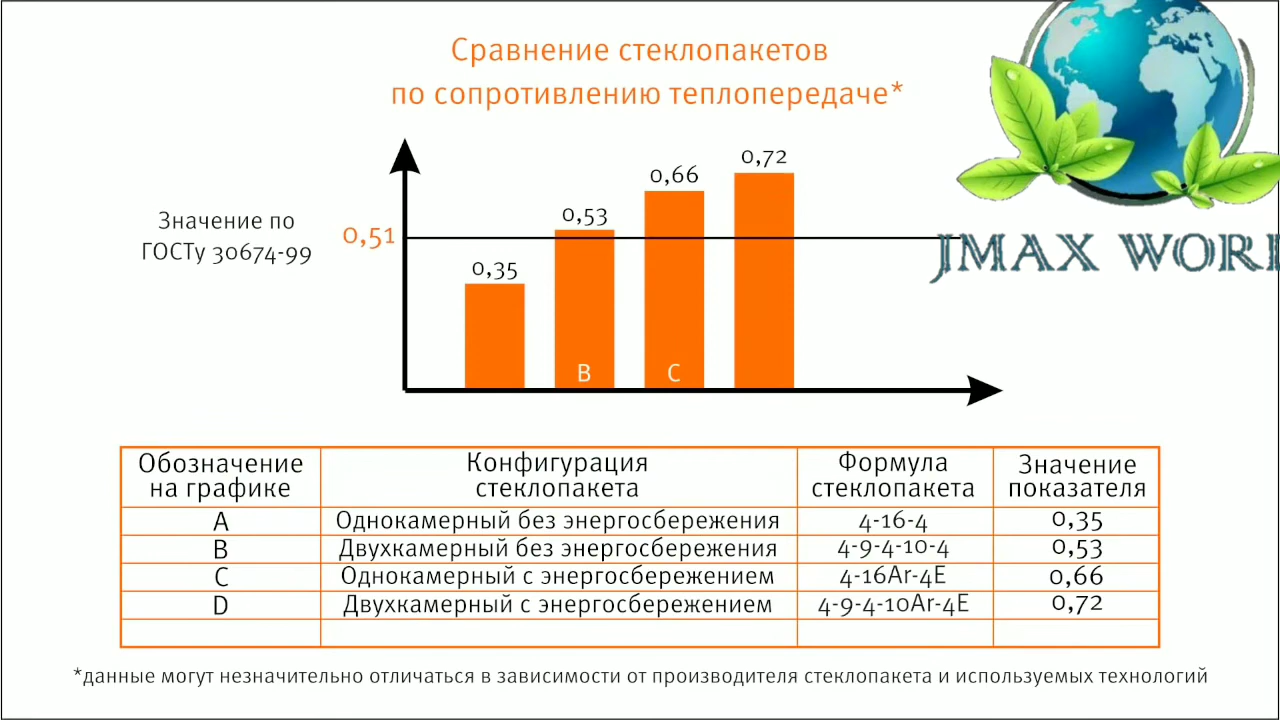 Сравнение стеклопакетов
по сопротивлению теплопередаче*
JMAX WORL
Значение по
ГОСТу 30674-99
0,51
0,35
0,53
0,66
0,72
B
C
Обозначение на графике | Конфигурация стеклопакета | Формула стеклопакета | Значение показателя
A | Однокамерный без энергосбережения | 4-16-4 | 0,35
B | Двухкамерный без энергосбережения | 4-9-4-10-4 | 0,53
C | Однокамерный с энергосбережением | 4-16Ar-4E | 0,66
D | Двухкамерный с энергосбережением | 4-9-4-10Ar-4E | 0,72
*данные могут незначительно отличаться в зависимости от производителя стеклопакета и используемых технологий